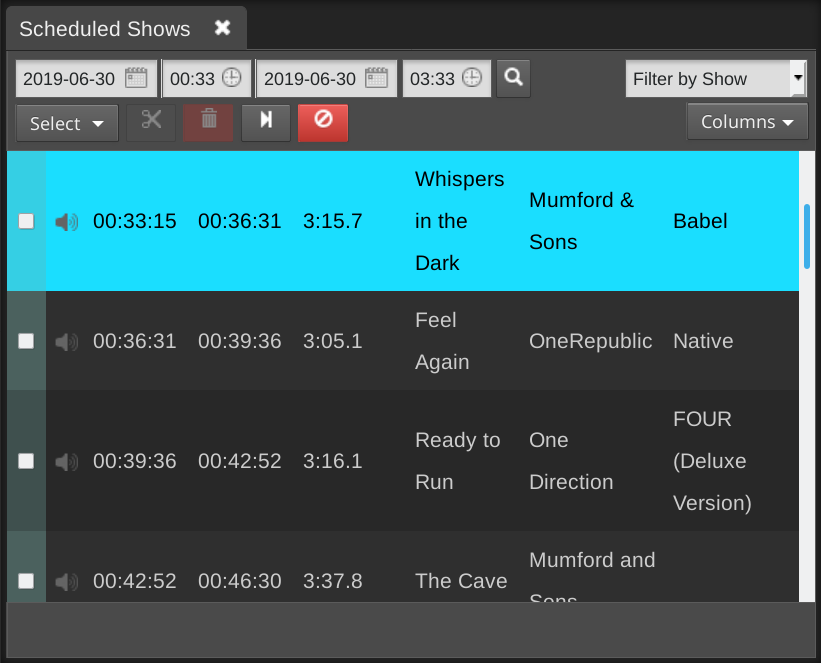 Scheduled Shows
2019-06-30 00:33 2019-06-30 03:33 Filter by Show
Select Columns
00:33:15 00:36:31 3:15.7 Whispers in the Dark Mumford & Sons Babel
00:36:31 00:39:36 3:05.1 Feel Again OneRepublic Native
00:39:36 00:42:52 3:16.1 Ready to Run One Direction FOUR (Deluxe Version)
00:42:52 00:46:30 3:37.8 The Cave Mumford and Sons